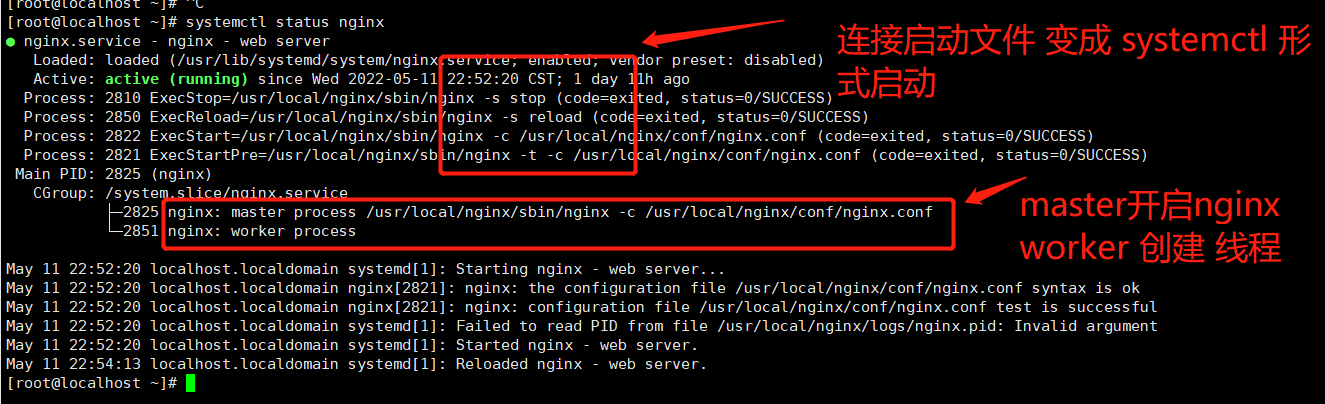 [root@localhost ~]# ^C
[root@localhost ~]# systemctl status nginx
● nginx.service - nginx - web server
Loaded: loaded (/usr/lib/systemd/system/nginx.service; enabled; vendor preset: disabled)
Active: active (running) since Wed 2022-05-11 22:52:20 CST; 1 day 11h ago
Process: 2810 ExecStop=/usr/local/nginx/sbin/nginx -s stop (code=exited, status=0/SUCCESS)
Process: 2850 ExecReload=/usr/local/nginx/sbin/nginx -s reload (code=exited, status=0/SUCCESS)
Process: 2822 ExecStart=/usr/local/nginx/sbin/nginx -c /usr/local/nginx/conf/nginx.conf (code=exited, status=0/SUCCESS)
Process: 2821 ExecStartPre=/usr/local/nginx/sbin/nginx -t -c /usr/local/nginx/conf/nginx.conf (code=exited, status=0/SUCCESS)
Main PID: 2825 (nginx)
CGroup: /system.slice/nginx.service
├─2825 nginx: master process /usr/local/nginx/sbin/nginx -c /usr/local/nginx/conf/nginx.conf
└─2851 nginx: worker process
连接启动文件 变成 systemctl 形
式启动
master开启nginx
worker 创建 线程
May 11 22:52:20 localhost.localdomain systemd[1]: Starting nginx - web server...
May 11 22:52:20 localhost.localdomain nginx[2821]: nginx: the configuration file /usr/local/nginx/conf/nginx.conf syntax is ok
May 11 22:52:20 localhost.localdomain nginx[2821]: nginx: configuration file /usr/local/nginx/conf/nginx.conf test is successful
May 11 22:52:20 localhost.localdomain systemd[1]: Failed to read PID from file /usr/local/nginx/logs/nginx.pid: Invalid argument
May 11 22:52:20 localhost.localdomain systemd[1]: Started nginx - web server.
May 11 22:54:13 localhost.localdomain systemd[1]: Reloaded nginx - web server.
[root@localhost ~]#